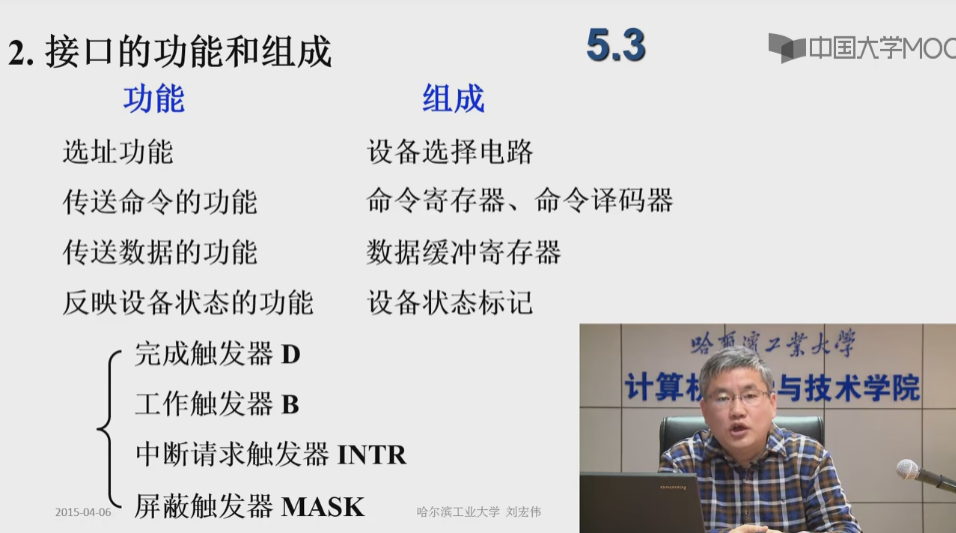 2. 接口的功能和组成
5.3
中国大学MOO
功能 组成
选址功能 设备选择电路
传送命令的功能 命令寄存器、命令译码器
传送数据的功能 数据缓冲寄存器
反映设备状态的功能 设备状态标记
完成触发器 D
工作触发器 B
中断请求触发器 INTR
屏蔽触发器 MASK
哈尔滨工业大学
计算机 与技术学院
2015-04-06
哈尔滨工业大学 刘宏伟